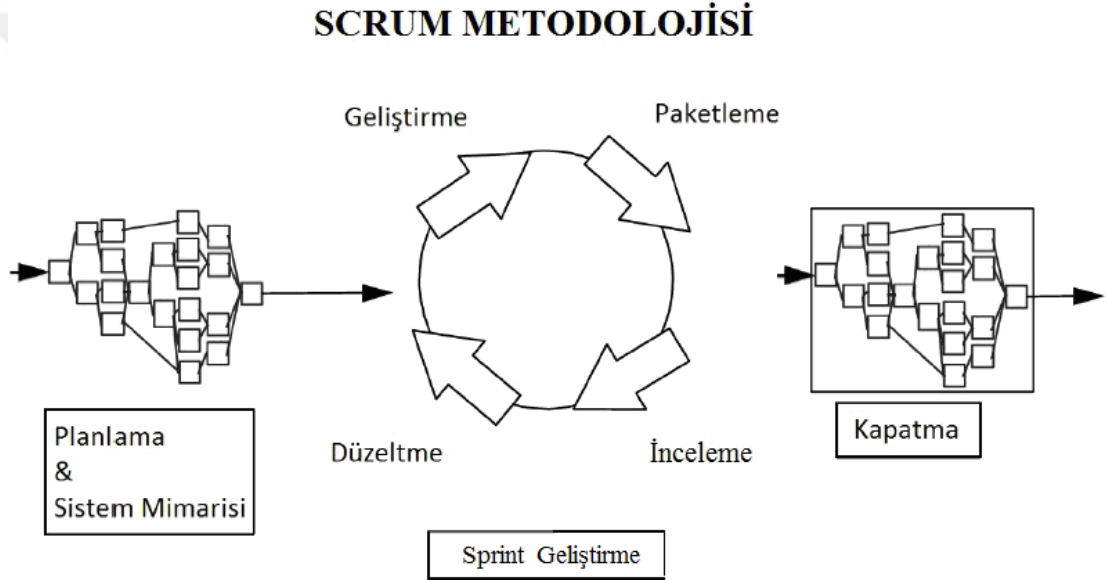 SCRUM METODOLOJİSİ
Geliştirme
Paketleme
Planlama
&
Sistem Mimarisi
Düzeltme
İnceleme
Kapatma
Sprint Geliştirme